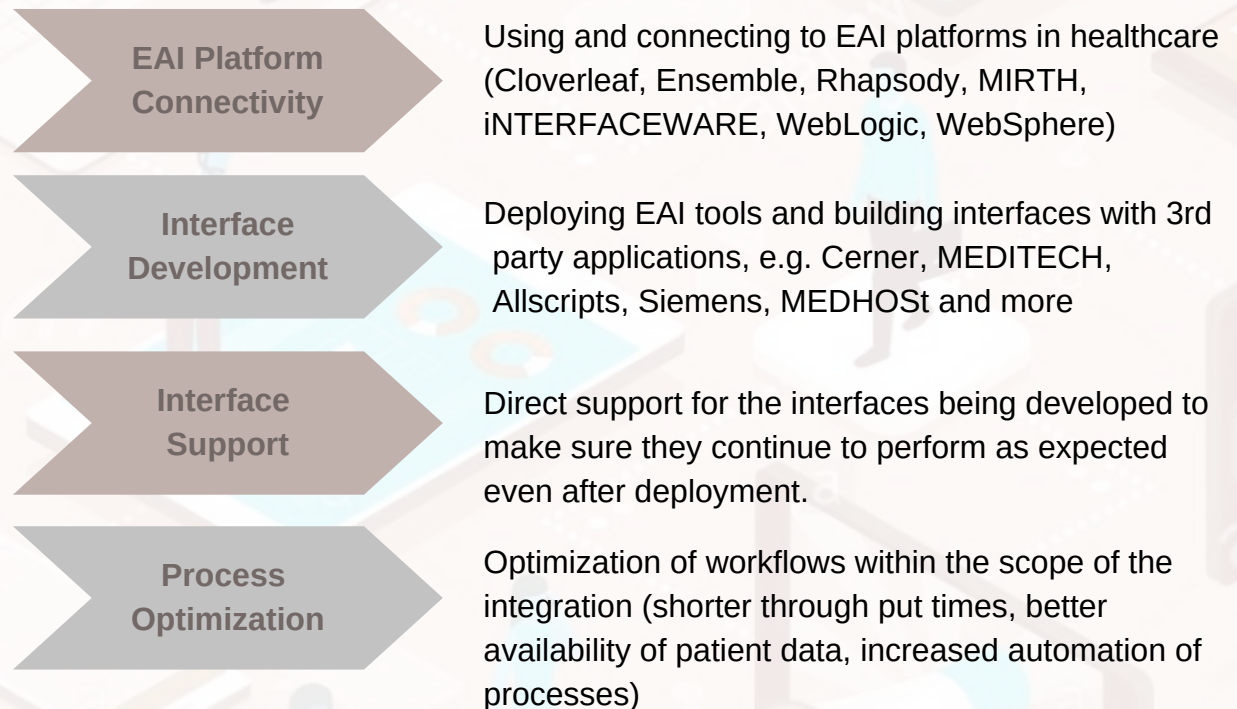 EAI Platform
Connectivity
Using and connecting to EAI platforms in healthcare
(Cloverleaf, Ensemble, Rhapsody, MIRTH,
iNTERFACEWARE, WebLogic, WebSphere)
Interface
Development
Deploying EAI tools and building interfaces with 3rd
party applications, e.g. Cerner, MEDITECH,
Allscripts, Siemens, MEDHOSt and more
Interface
Support
Direct support for the interfaces being developed to
make sure they continue to perform as expected
even after deployment.
Process
Optimization
Optimization of workflows within the scope of the
integration (shorter through put times, better
availability of patient data, increased automation of
processes)